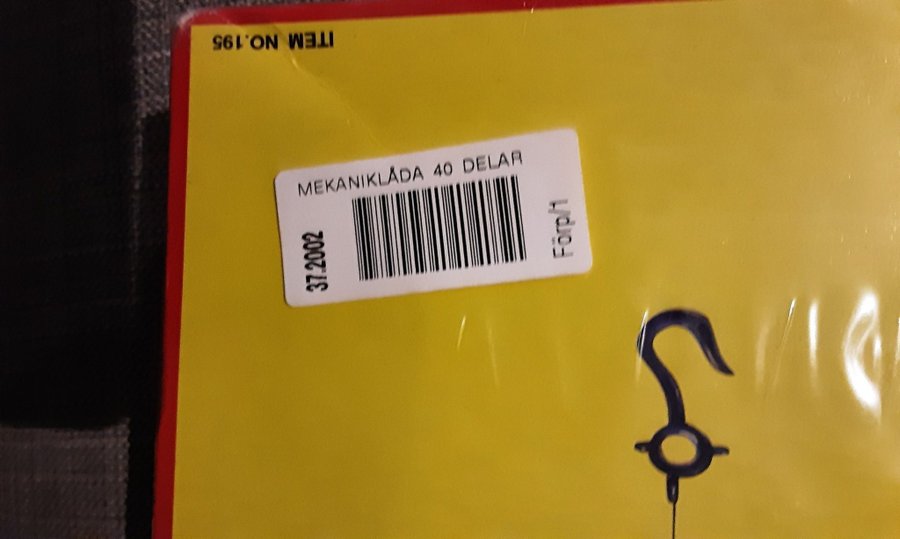 ITEM NO.195
MEKANIKLÅDA 40 DELAR
37.2002
Förp/1